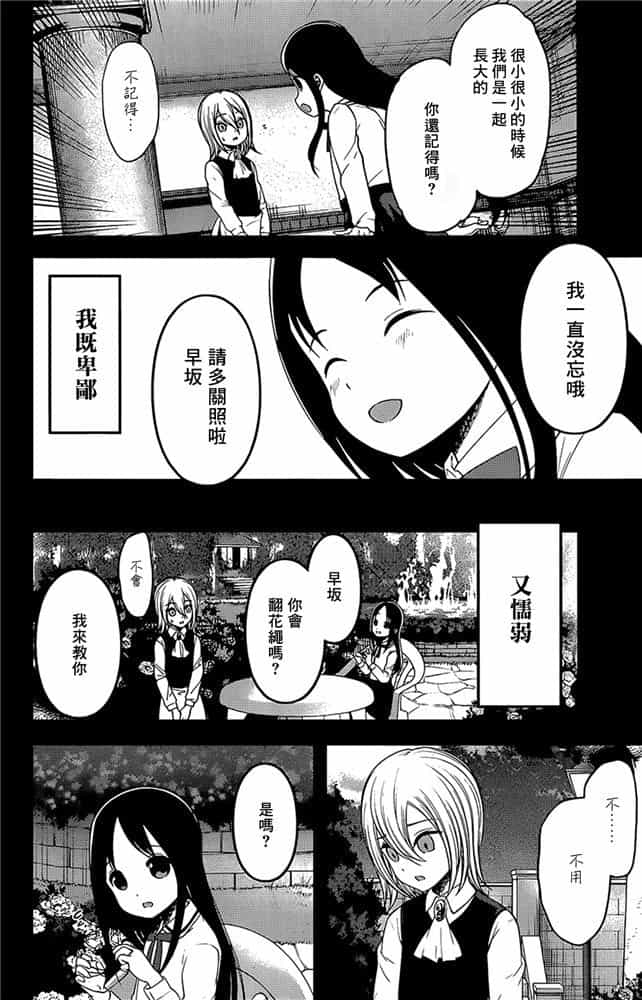 很小很小的時候
我們是一起
長大的
你還記得嗎？
不記得…
我一直沒忘哦
請多關照啦
早坂
我既卑鄙
又懦弱
早坂
你會
翻花繩嗎？
不會
我來教你
不……
不用
是嗎？